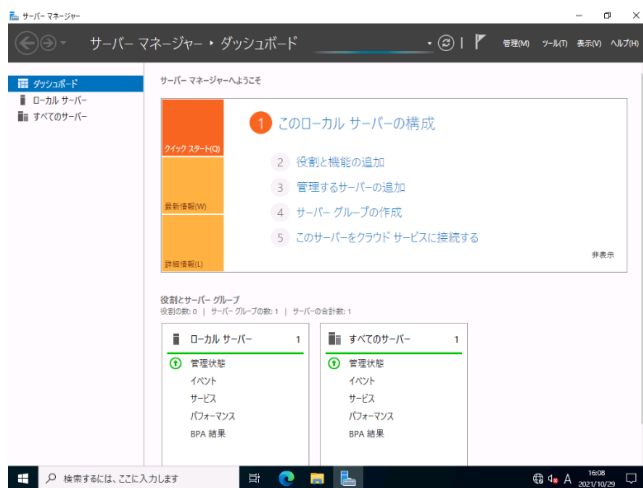 サーバー マネージャー
サーバー マネージャー ‣ ダッシュボード
管理(M) ツール(T) 表示(V) ヘルプ(H)
ダッシュボード
ローカル サーバー
すべてのサーバー
サーバー マネージャーへようこそ
クイック スタート(Q)
最新情報(W)
詳細情報(L)
1 このローカル サーバーの構成
2 役割と機能の追加
3 管理するサーバーの追加
4 サーバー グループの作成
5 このサーバーをクラウド サービスに接続する
非表示
役割とサーバー グループ
役割の数: 0 | サーバー グループの数: 1 | サーバーの合計数: 1
ローカル サーバー 1
管理状態
イベント
サービス
パフォーマンス
BPA 結果
すべてのサーバー 1
管理状態
イベント
サービス
パフォーマンス
BPA 結果
検索するには、ここに入力します
A
16:08
2021/10/29